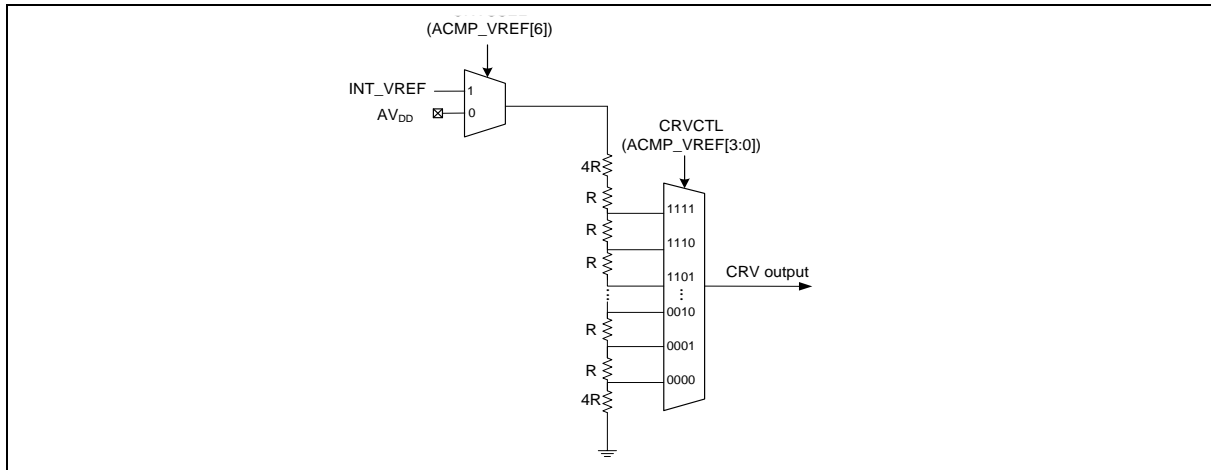 (ACMP_VREF[6])
INT_VREF
1
AVDD
0
CRVCTL
(ACMP_VREF[3:0])
4R
R
1111
R
1110
R
1101
CRV output
0010
R
0001
R
0000
4R